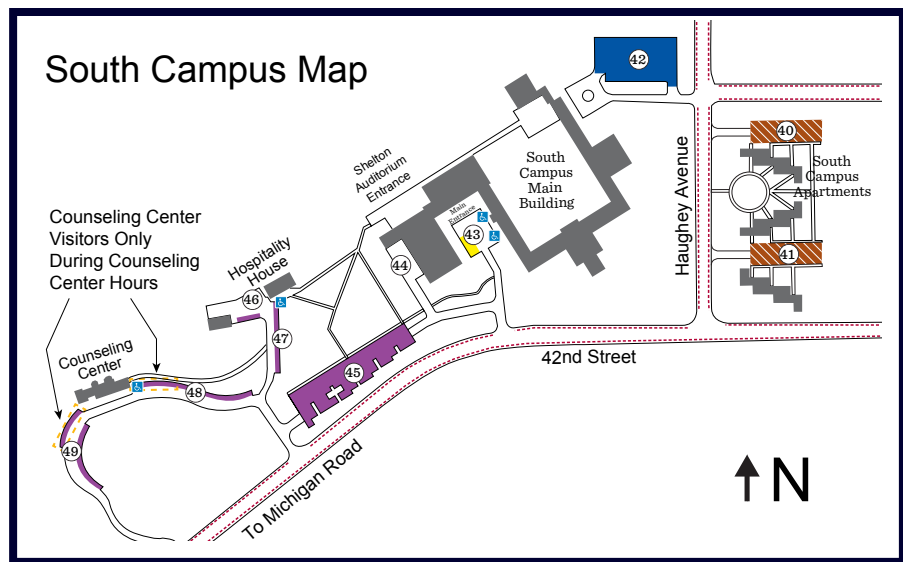 South Campus Map
42
40
South
Campus
Apartments
41
Haughey Avenue
South
Campus
Main
Building
Shelton
Auditorium
Entrance
Main
Entrance
43
44
Counseling Center
Visitors Only
During Counseling
Center Hours
Hospitality
House
46
47
45
42nd Street
Counseling
Center
48
49
To Michigan Road
N